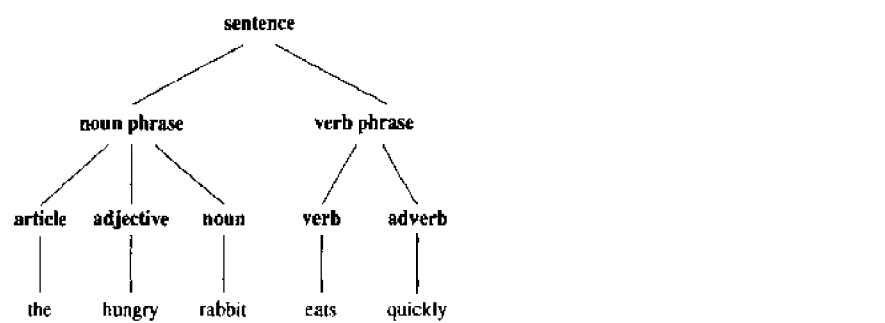 sentence
noun phrase verb phrase
article adjective noun verb adverb
the hungry rabbit eats quickly